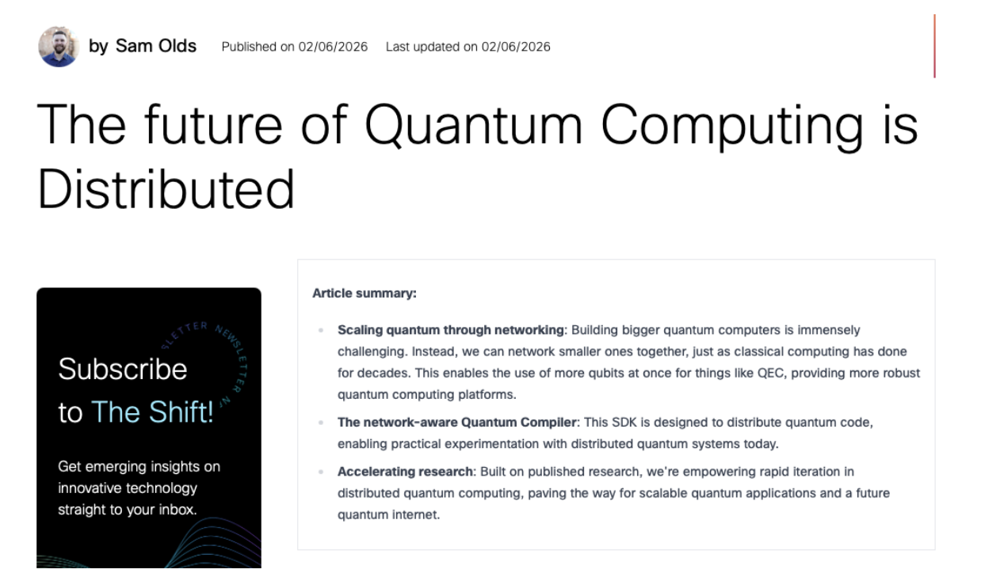 by Sam Olds Published on 02/06/2026 Last updated on 02/06/2026
The future of Quantum Computing is
Distributed
SLETTER NEWSLETTER N
Subscribe
to The Shift!
Get emerging insights on
innovative technology
straight to your inbox.
Article summary:
Scaling quantum through networking: Building bigger quantum computers is immensely
challenging. Instead, we can network smaller ones together, just as classical computing has done
for decades. This enables the use of more qubits at once for things like QEC, providing more robust
quantum computing platforms.
The network-aware Quantum Compiler: This SDK is designed to distribute quantum code,
enabling practical experimentation with distributed quantum systems today.
Accelerating research: Built on published research, we're empowering rapid iteration in
distributed quantum computing, paving the way for scalable quantum applications and a future
quantum internet.